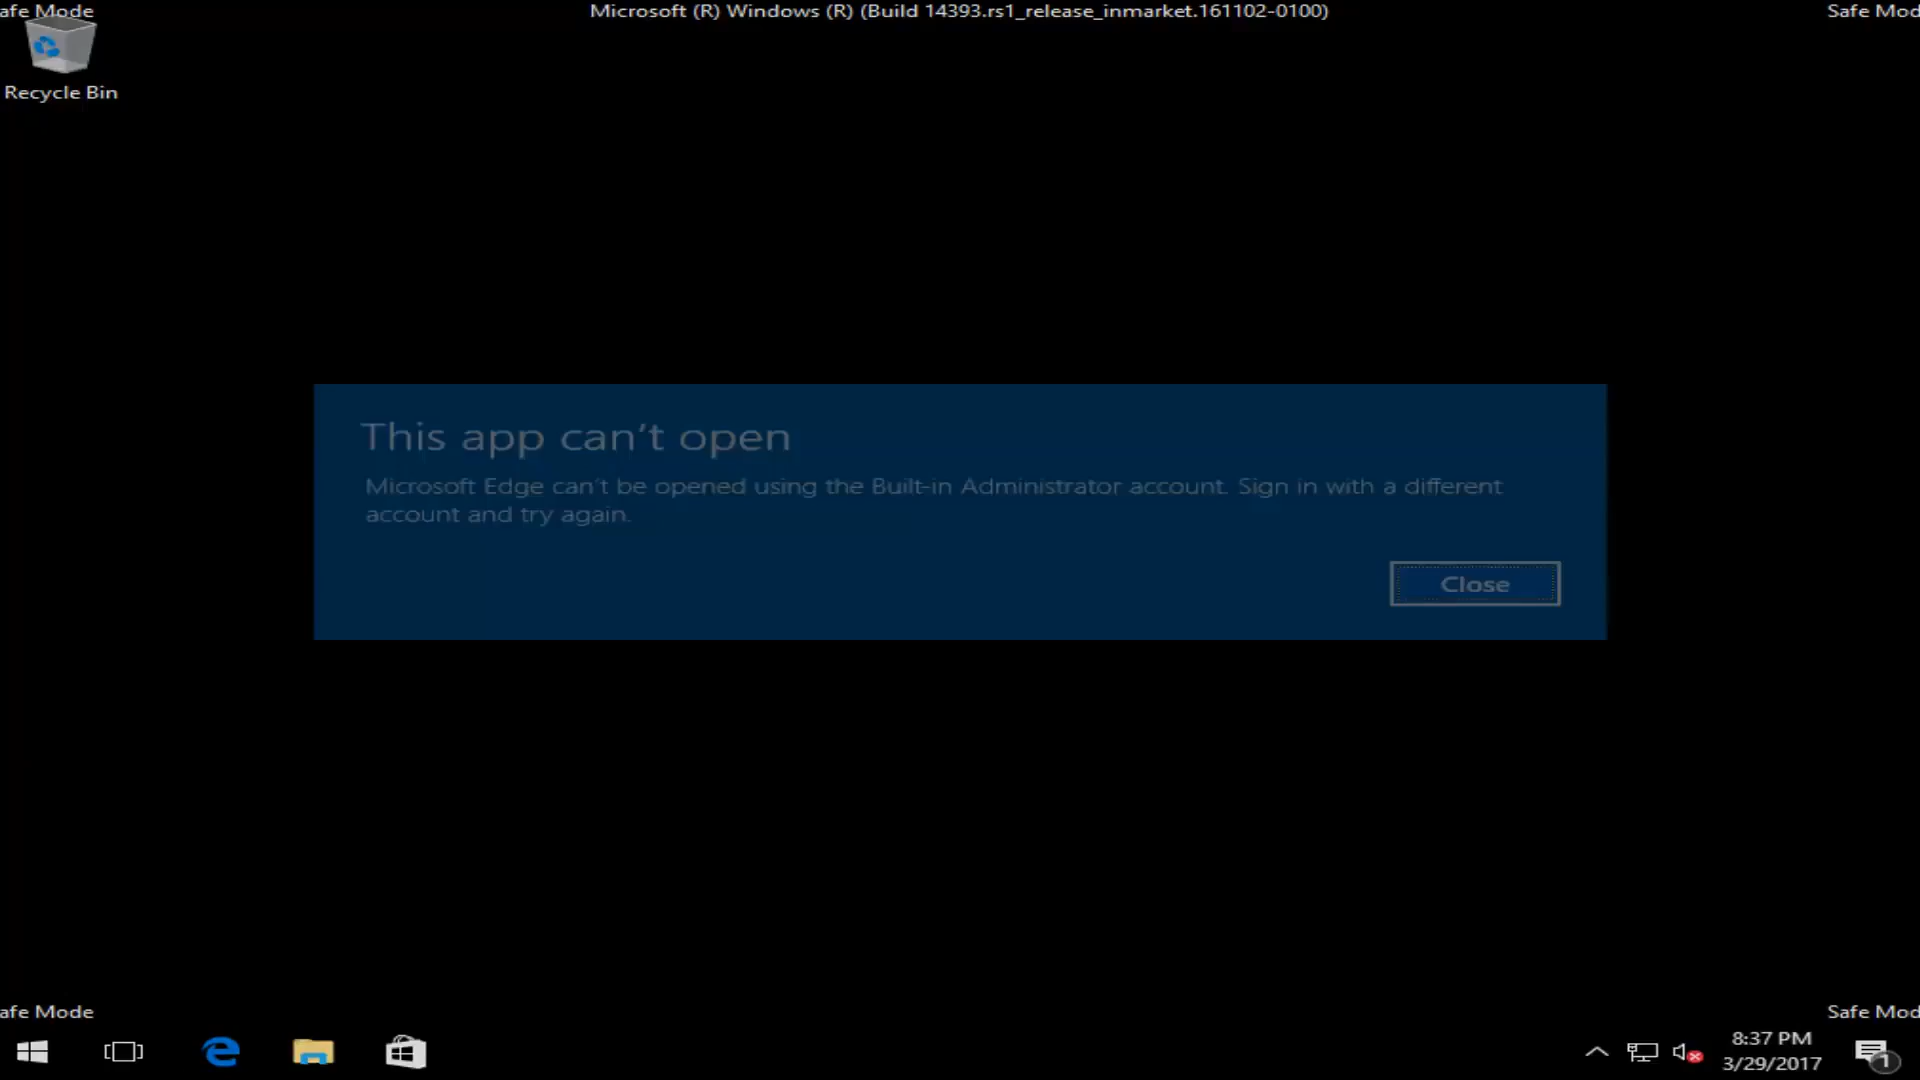 afe Mode
Microsoft (R) Windows (R) (Build 14393.rs1_release_inmarket.161102-0100)
Safe Mod
Recycle Bin
This app can't open
Microsoft Edge can't be opened using the Built-in Administrator account. Sign in with a different
account and try again.
Close
afe Mode
Safe Mod
8:37 PM
3/29/2017
1